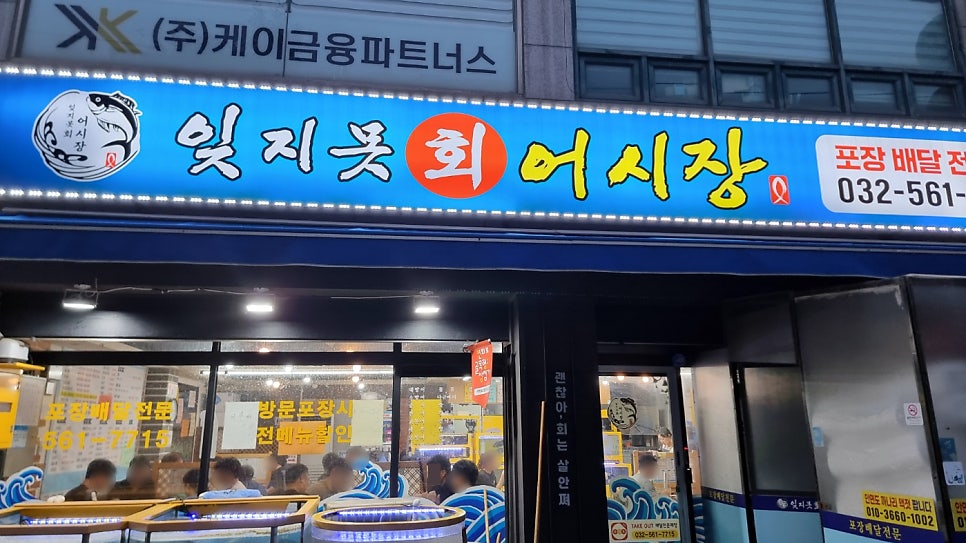 (주)케이금융파트너스
잊지못회 어시장
잊지못회
어시장
포장 배달 전
032-561-
포장배달전문
561-7715
방문포장시
전메뉴할인
괜찮아, 회는 살안쪄
TAKE OUT
032-561-7715
포장배달전문
잊지못회
010-3660-1002
포장배달전문